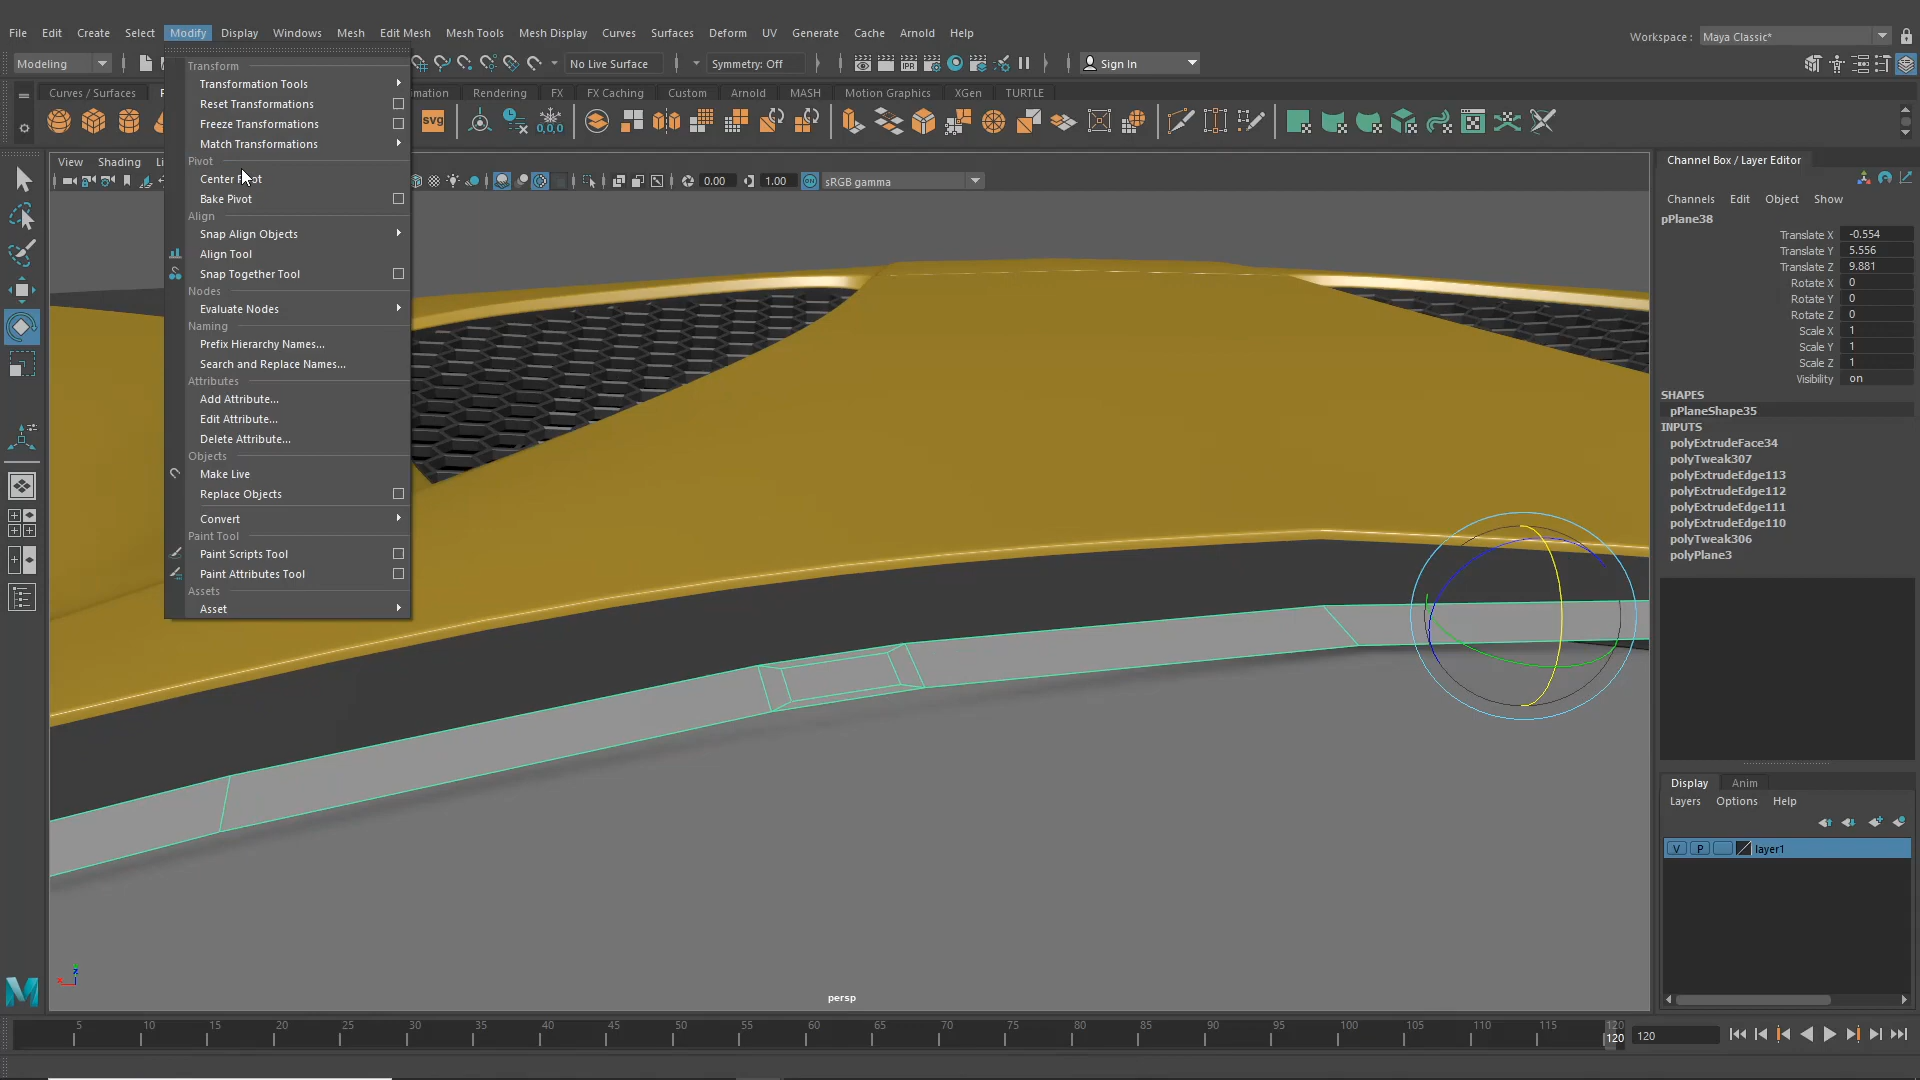 File Edit Create Select Modify Display Windows Mesh Edit Mesh Mesh Tools Mesh Display Curves Surfaces Deform UV Generate Cache Arnold Help
Workspace : Maya Classic*
Modeling
No Live Surface
Symmetry: Off
Sign In
Curves / Surfaces
Rendering FX FX Caching Custom Arnold MASH Motion Graphics XGen TURTLE
View Shading
0.00
1.00
sRGB gamma
Transform
Transformation Tools
Reset Transformations
Freeze Transformations
Match Transformations
Pivot
Bake Pivot
Align
Snap Align Objects
Align Tool
Snap Together Tool
Nodes
Evaluate Nodes
Naming
Prefix Hierarchy Names...
Search and Replace Names...
Attributes
Add Attribute...
Edit Attribute...
Delete Attribute...
Objects
Make Live
Replace Objects
Convert
Paint Tool
Paint Scripts Tool
Paint Attributes Tool
Assets
Asset
persp
Channel Box / Layer Editor
Channels Edit Object Show
pPlane38
Translate X -0.554
Translate Y 5.556
Translate Z 9.881
Rotate X 0
Rotate Y 0
Rotate Z 0
Scale X 1
Scale Y 1
Scale Z 1
Visibility on
SHAPES
pPlaneShape35
INPUTS
polyExtrudeFace34
polyTweak307
polyExtrudeEdge113
polyExtrudeEdge112
polyExtrudeEdge111
polyExtrudeEdge110
polyTweak306
polyPlane3
Display Anim
Layers Options Help
V P layer1
5 10 15 20 25 30 35 40 45 50 55 60 65 70 75 80 85 90 95 100 105 110 115 120
120
120